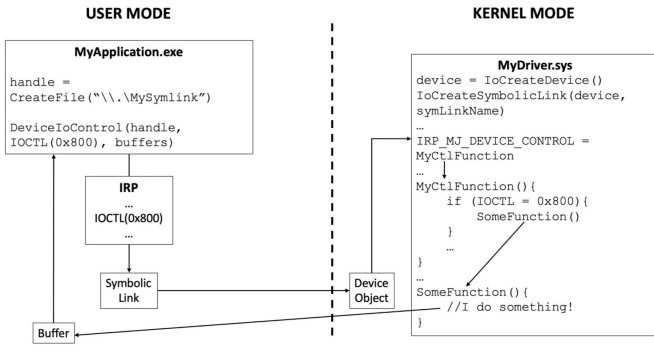 USER MODE
KERNEL MODE
MyApplication.exe
handle =
CreateFile(“\\.\MySymlink”)
DeviceIoControl(handle,
IOCTL(0x800), buffers)
IRP
…
IOCTL(0x800)
…
Symbolic
Link
Buffer
Device
Object
MyDriver.sys
device = IoCreateDevice()
IoCreateSymbolicLink(device,
symLinkName)
…
IRP_MJ_DEVICE_CONTROL =
MyCtlFunction
…
MyCtlFunction(){
if (IOCTL = 0x800){
SomeFunction()
}
…
}
…
SomeFunction(){
//I do something!
}